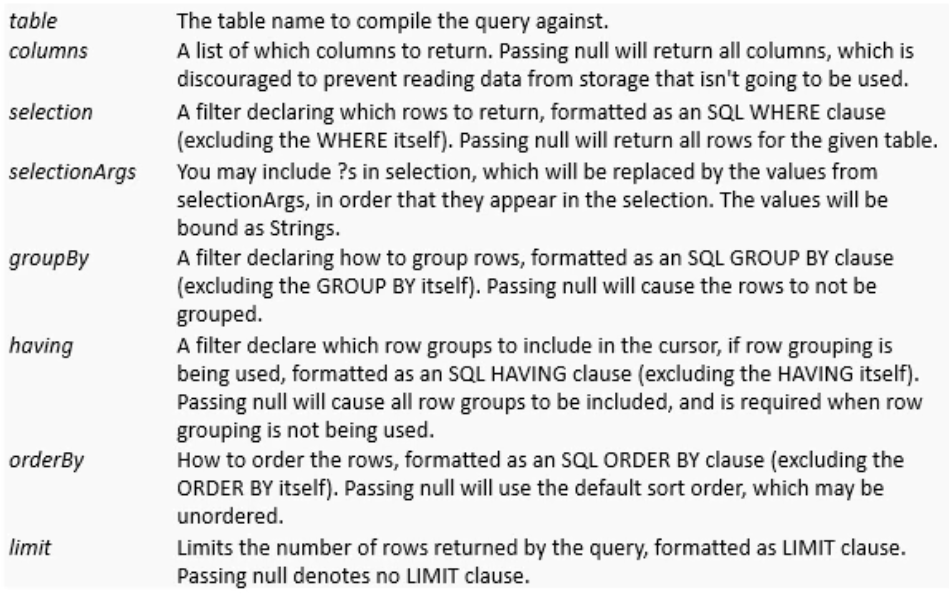 table The table name to compile the query against.
columns A list of which columns to return. Passing null will return all columns, which is
discouraged to prevent reading data from storage that isn't going to be used.
selection A filter declaring which rows to return, formatted as an SQL WHERE clause
(excluding the WHERE itself). Passing null will return all rows for the given table.
selectionArgs You may include ?s in selection, which will be replaced by the values from
selectionArgs, in order that they appear in the selection. The values will be
bound as Strings.
groupBy A filter declaring how to group rows, formatted as an SQL GROUP BY clause
(excluding the GROUP BY itself). Passing null will cause the rows to not be
grouped.
having A filter declare which row groups to include in the cursor, if row grouping is
being used, formatted as an SQL HAVING clause (excluding the HAVING itself).
Passing null will cause all row groups to be included, and is required when row
grouping is not being used.
orderBy How to order the rows, formatted as an SQL ORDER BY clause (excluding the
ORDER BY itself). Passing null will use the default sort order, which may be
unordered.
limit Limits the number of rows returned by the query, formatted as LIMIT clause.
Passing null denotes no LIMIT clause.